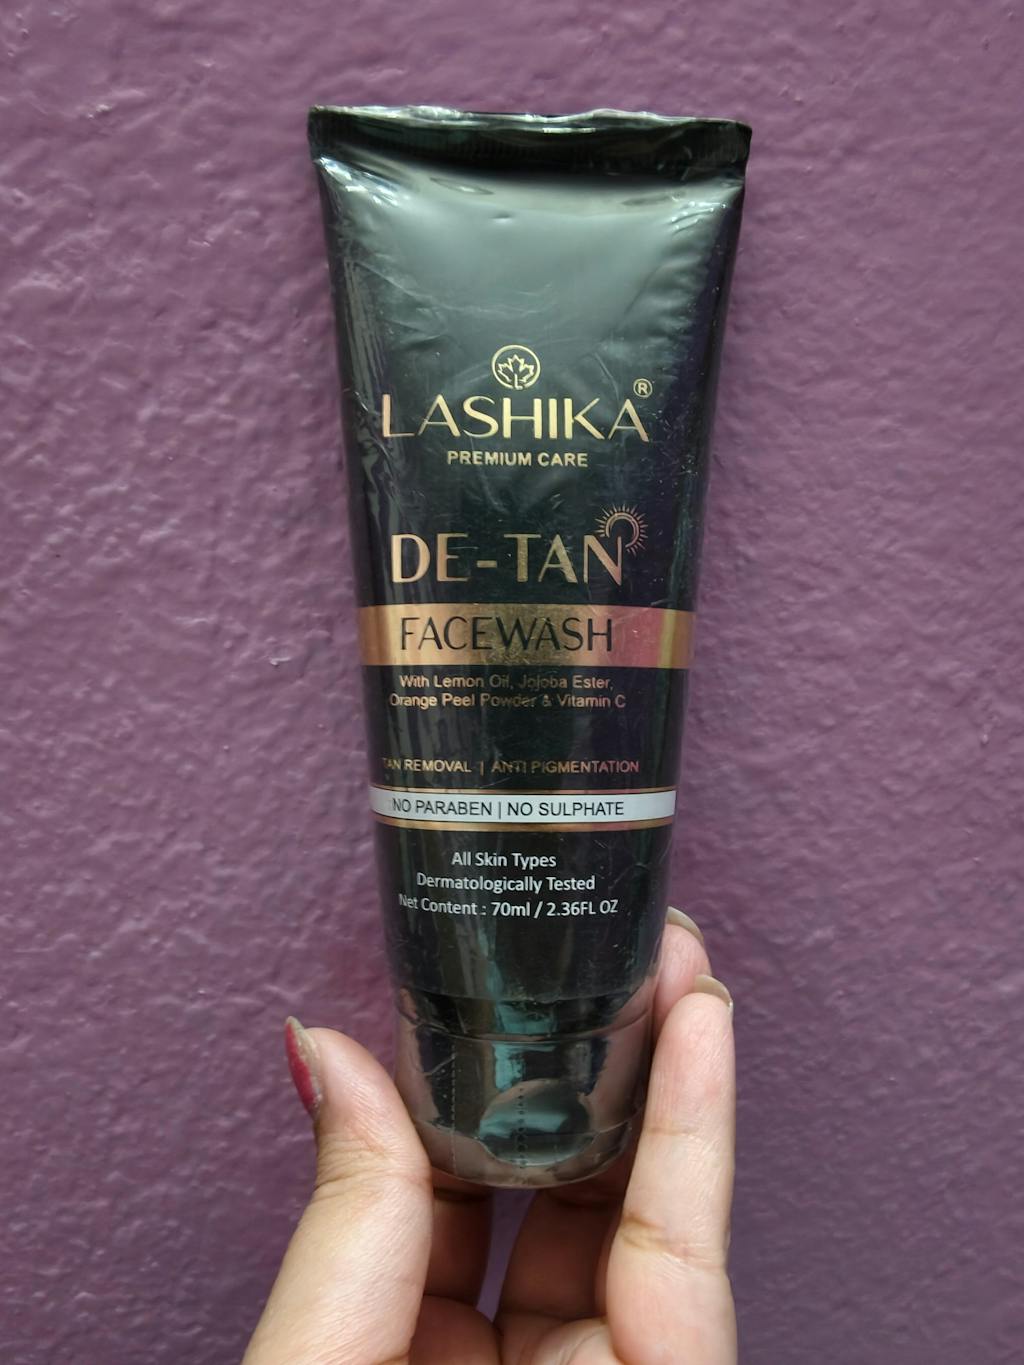 L
LASHIKA®
PREMIUM CARE
DE-TAN
FACEWASH
With Lemon Oil, Jojoba Ester,
Orange Peel Powder & Vitamin C
TAN REMOVAL | ANTI PIGMENTATION
NO PARABEN | NO SULPHATE
All Skin Types
Dermatologically Tested
Net Content : 70ml / 2.36FL OZ